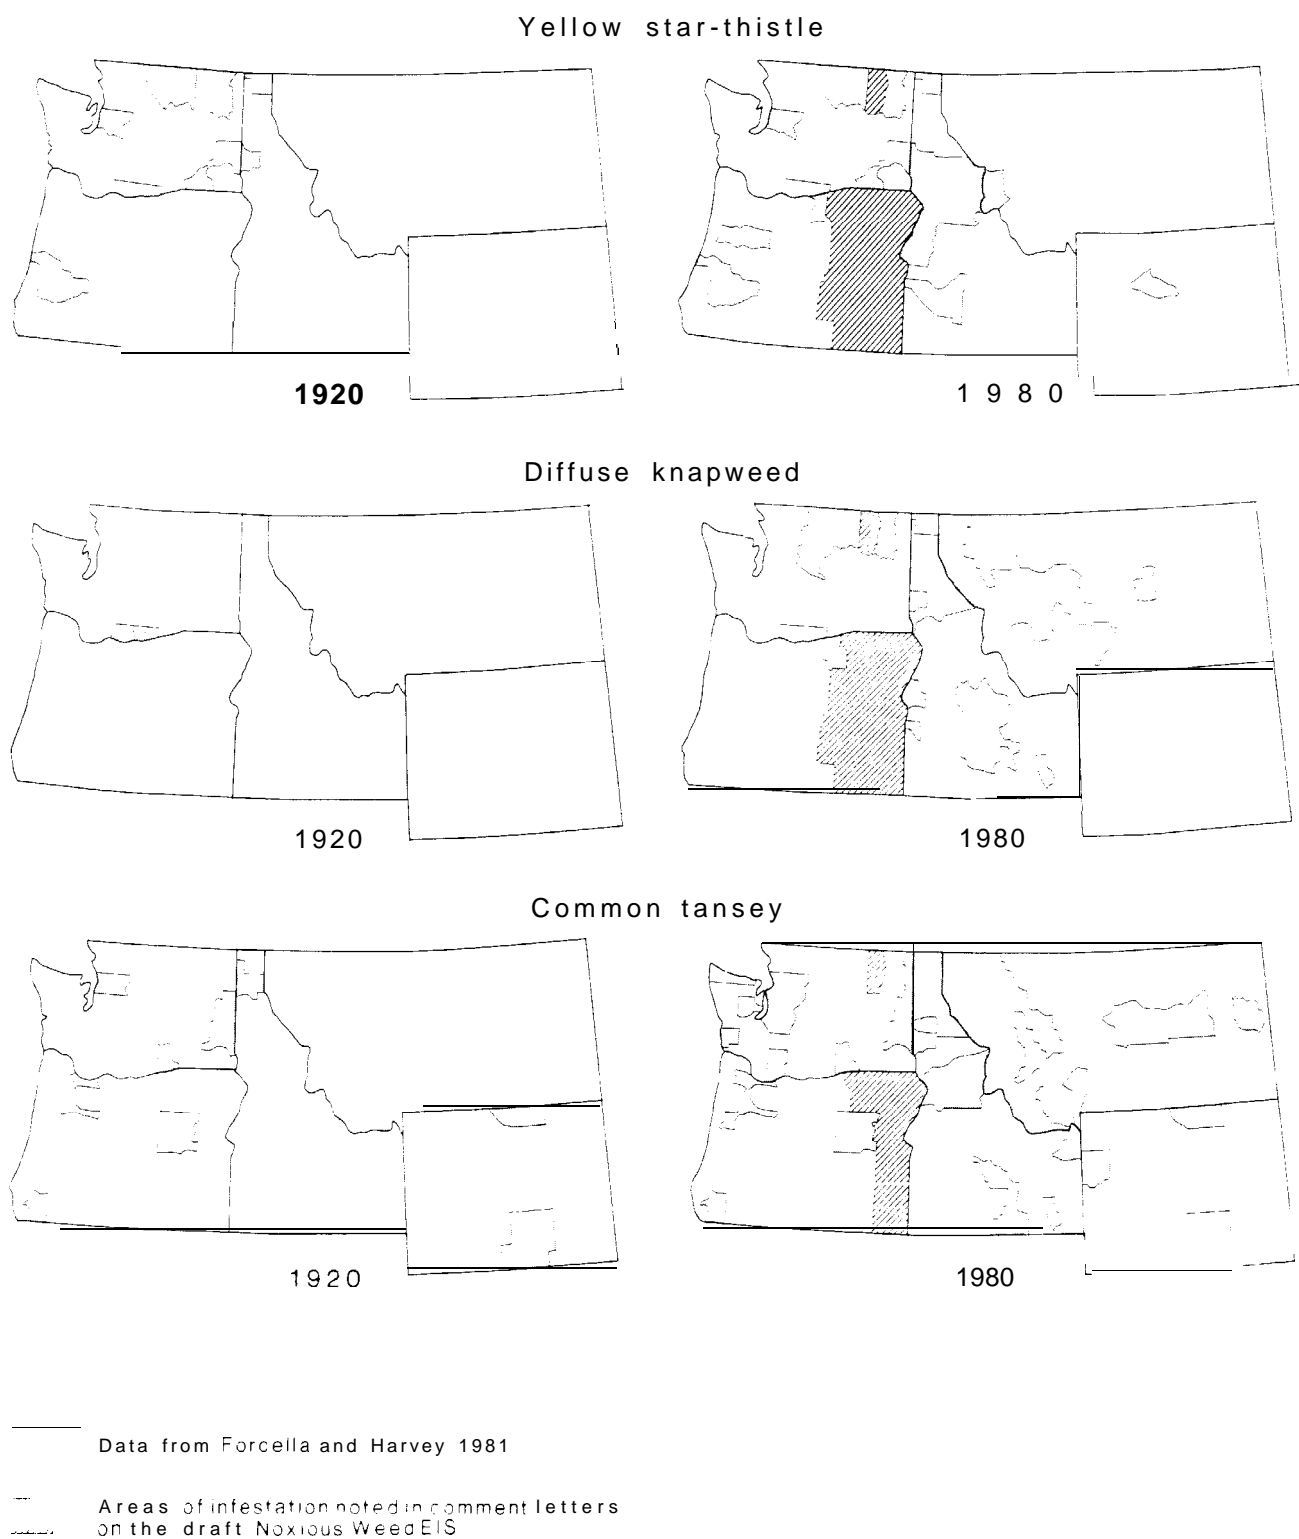 Yellow star-thistle
1920
1980
Diffuse knapweed
1920
1980
Common tansey
1920
1980
Data from Forcella and Harvey 1981
Areas of infestation noted in comment letters
on the draft Noxious Weed EIS